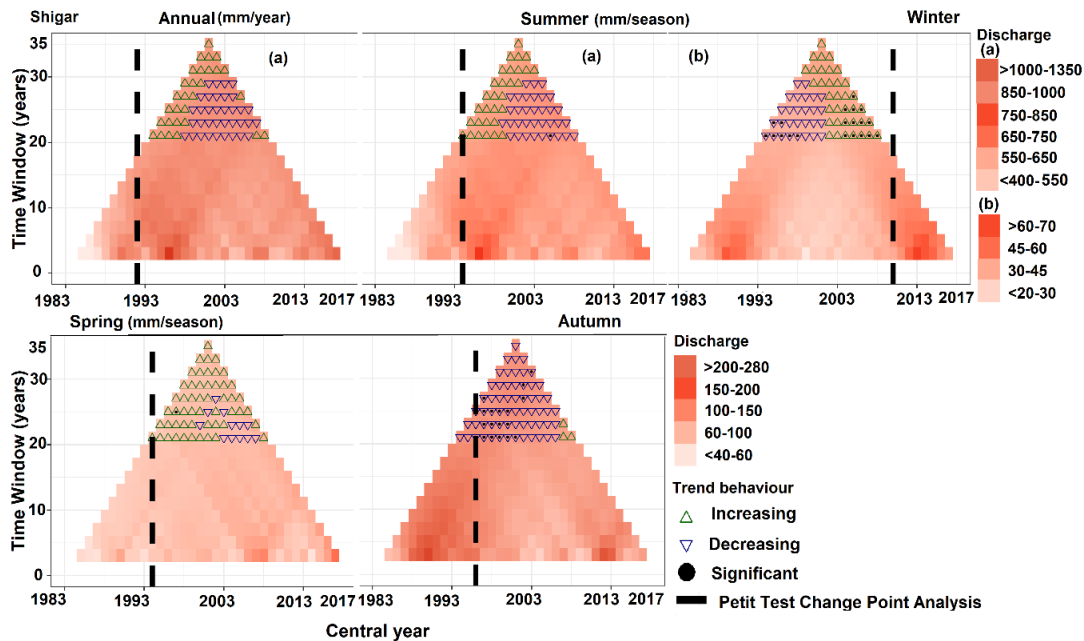 Shigar Annual (mm/year) Summer (mm/season) Winter
Time Window (years)
35
30
20
10
0
(a)
(a)
(b)
1983 1993 2003 2013 2017
1983 1993 2003 2013 2017
1983 1993 2003 2013 2017
Discharge
(a)
>1000-1350
850-1000
750-850
650-750
550-650
<400-550
(b)
>60-70
45-60
30-45
<20-30
Spring (mm/season) Autumn
Time Window (years)
35
30
20
10
0
1983 1993 2003 2013 2017
1983 1993 2003 2013 2017
Central year
Discharge
>200-280
150-200
100-150
60-100
<40-60
Trend behaviour
Increasing
Decreasing
Significant
Petit Test Change Point Analysis